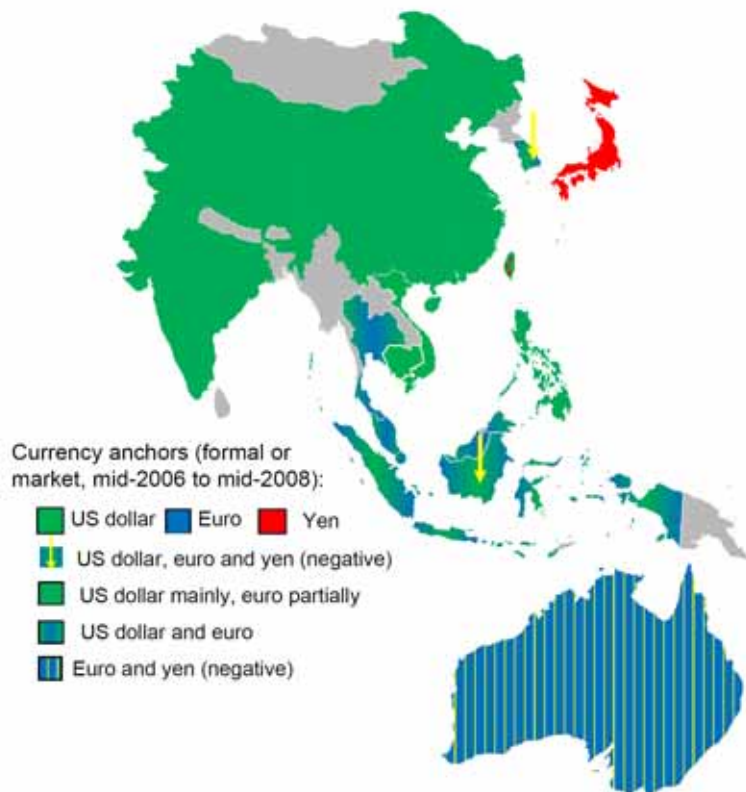 Currency anchors (formal or
market, mid-2006 to mid-2008):
US dollar Euro Yen
US dollar, euro and yen (negative)
US dollar mainly, euro partially
US dollar and euro
Euro and yen (negative)